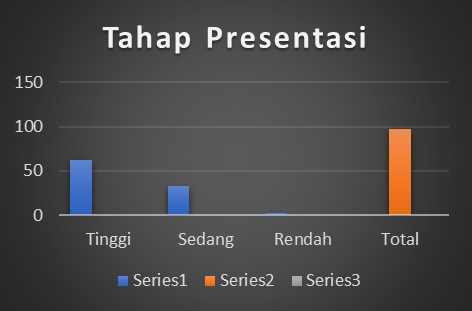 Tahap Presentasi
150
100
50
0
Tinggi Sedang Rendah Total
Series1 Series2 Series3